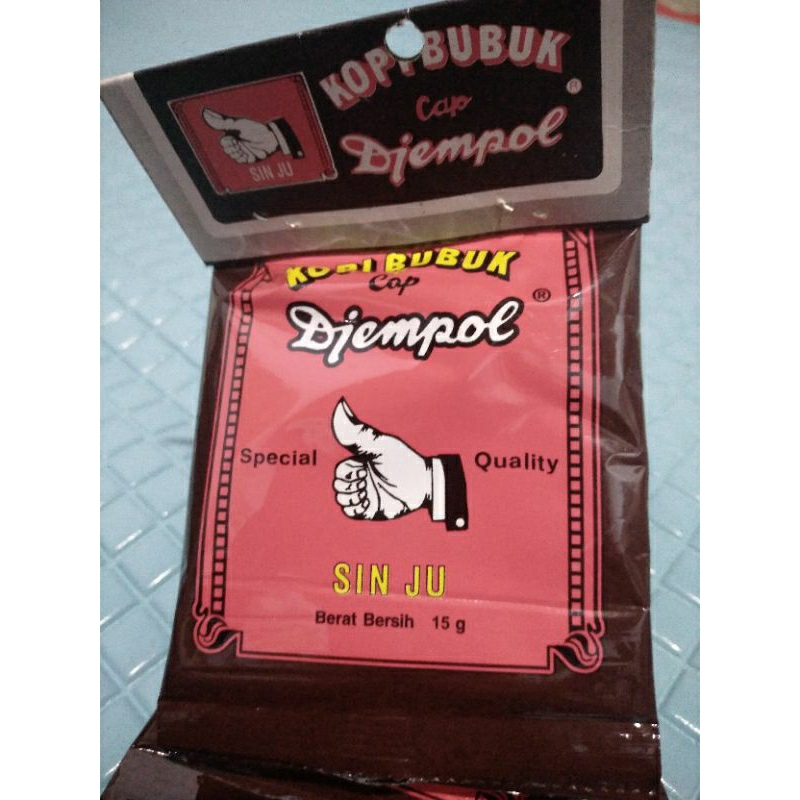 KOPI BUBUK
Cap
Djempol ®
SIN JU
KOPI BUBUK
Cap
Djempol ®
Special Quality
SIN JU
Berat Bersih 15 g